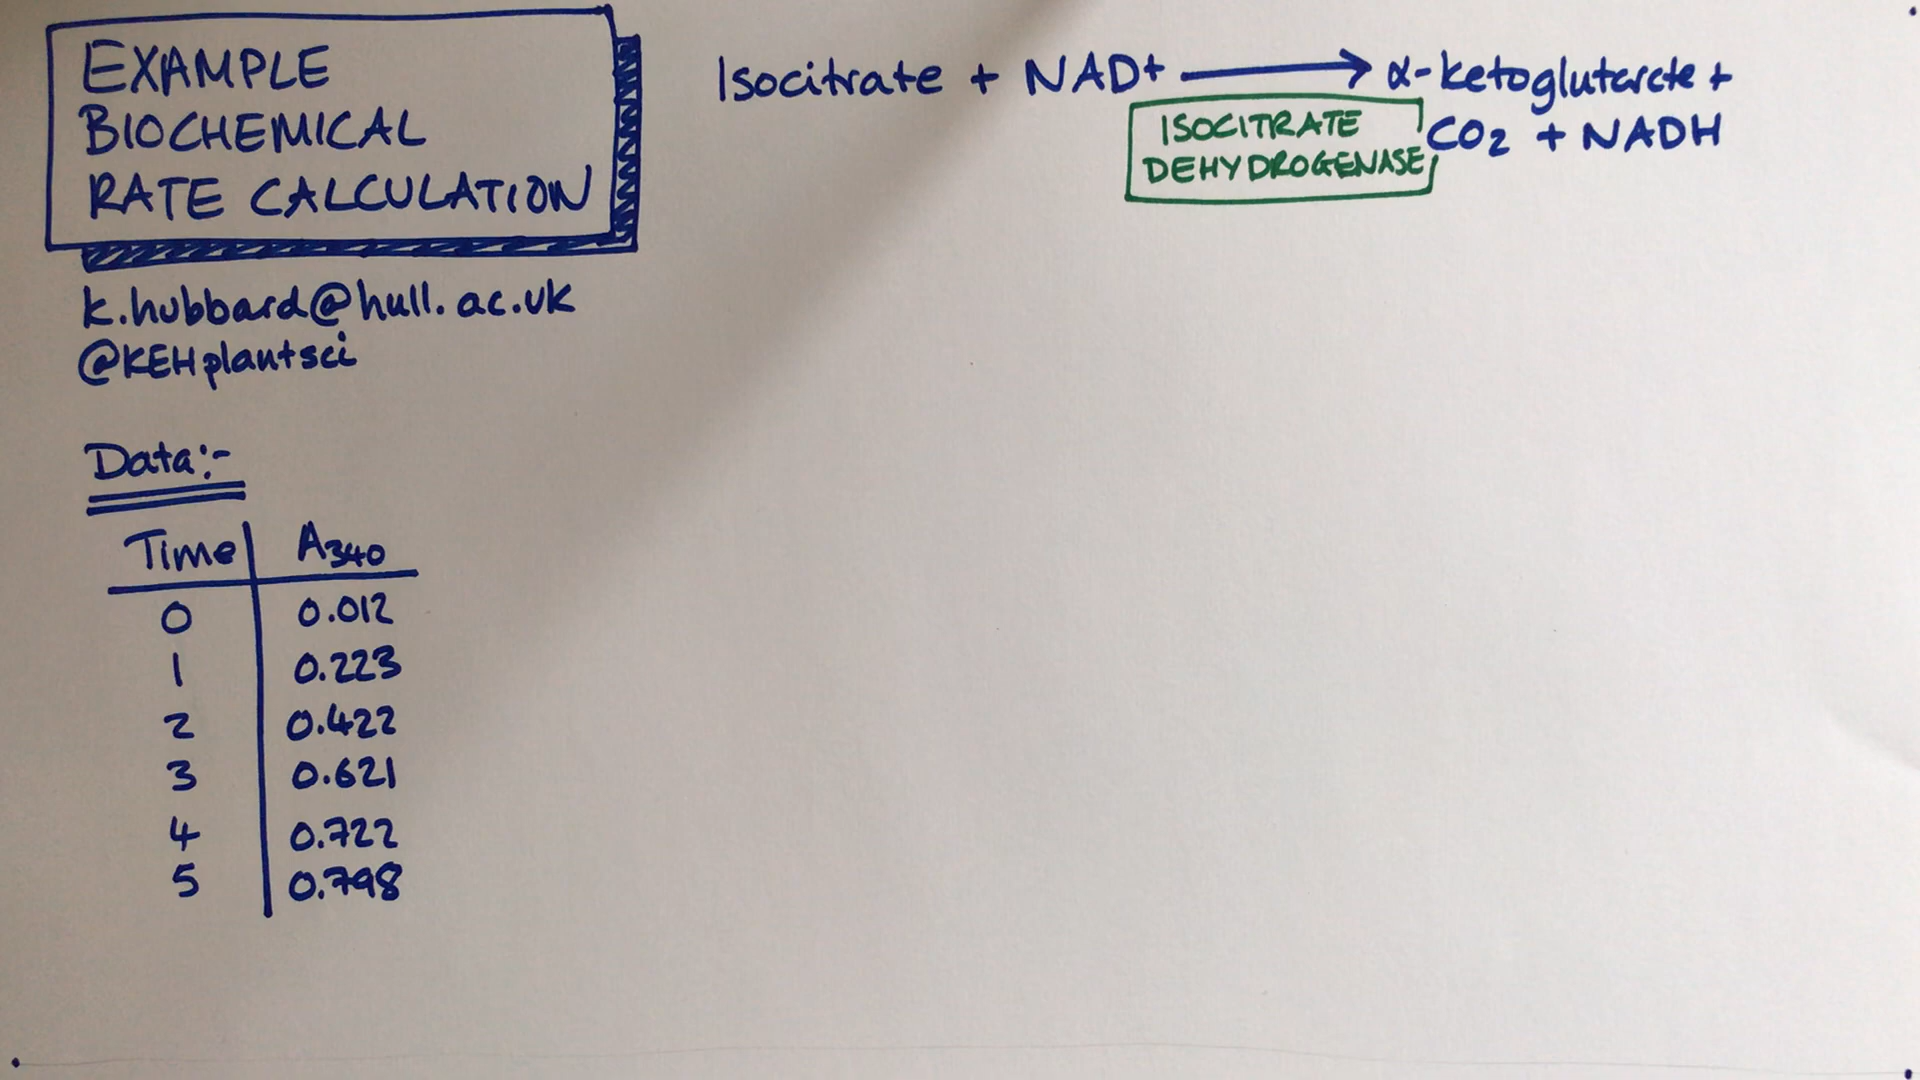 EXAMPLE
BIOCHEMICAL
RATE CALCULATION
k.hubbard@hull.ac.uk
@KEHplantsci
Isocitrate + NAD+ → α-ketoglutarate +
CO₂ + NADH
ISOCITRATE
DEHYDROGENASE
Data:-
Time A₃₄₀
0 0.012
1 0.223
2 0.422
3 0.621
4 0.722
5 0.798